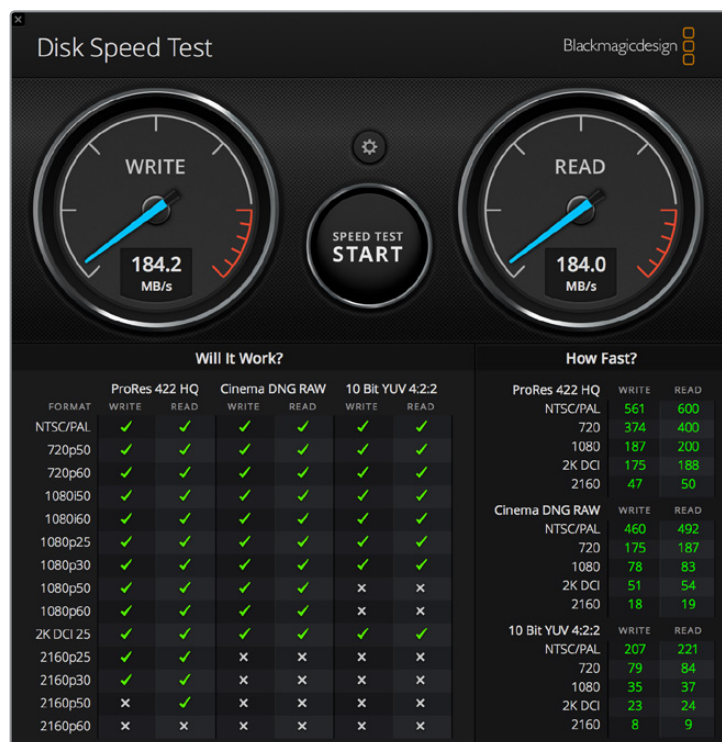 Disk Speed Test
Blackmagicdesign
WRITE
184.2
MB/s
SPEED TEST
START
READ
184.0
MB/s
Will It Work?
ProRes 422 HQ Cinema DNG RAW 10 Bit YUV 4:2:2
FORMAT WRITE READ WRITE READ WRITE READ
NTSC/PAL ✓ ✓ ✓ ✓ ✓ ✓
720p50 ✓ ✓ ✓ ✓ ✓ ✓
720p60 ✓ ✓ ✓ ✓ ✓ ✓
1080i50 ✓ ✓ ✓ ✓ ✓ ✓
1080i60 ✓ ✓ ✓ ✓ ✓ ✓
1080p25 ✓ ✓ ✓ ✓ ✓ ✓
1080p30 ✓ ✓ ✓ ✓ ✓ ✓
1080p50 ✓ ✓ ✓ ✓ × ×
1080p60 ✓ ✓ ✓ ✓ × ×
2K DCI 25 ✓ ✓ ✓ ✓ ✓ ✓
2160p25 ✓ ✓ × × × ×
2160p30 ✓ ✓ × × × ×
2160p50 × ✓ × × × ×
2160p60 × × × × × ×
How Fast?
ProRes 422 HQ WRITE READ
NTSC/PAL 561 600
720 374 400
1080 187 200
2K DCI 175 188
2160 47 50
Cinema DNG RAW WRITE READ
NTSC/PAL 460 492
720 175 187
1080 78 83
2K DCI 51 54
2160 18 19
10 Bit YUV 4:2:2 WRITE READ
NTSC/PAL 207 221
720 79 84
1080 35 37
2K DCI 23 24
2160 8 9